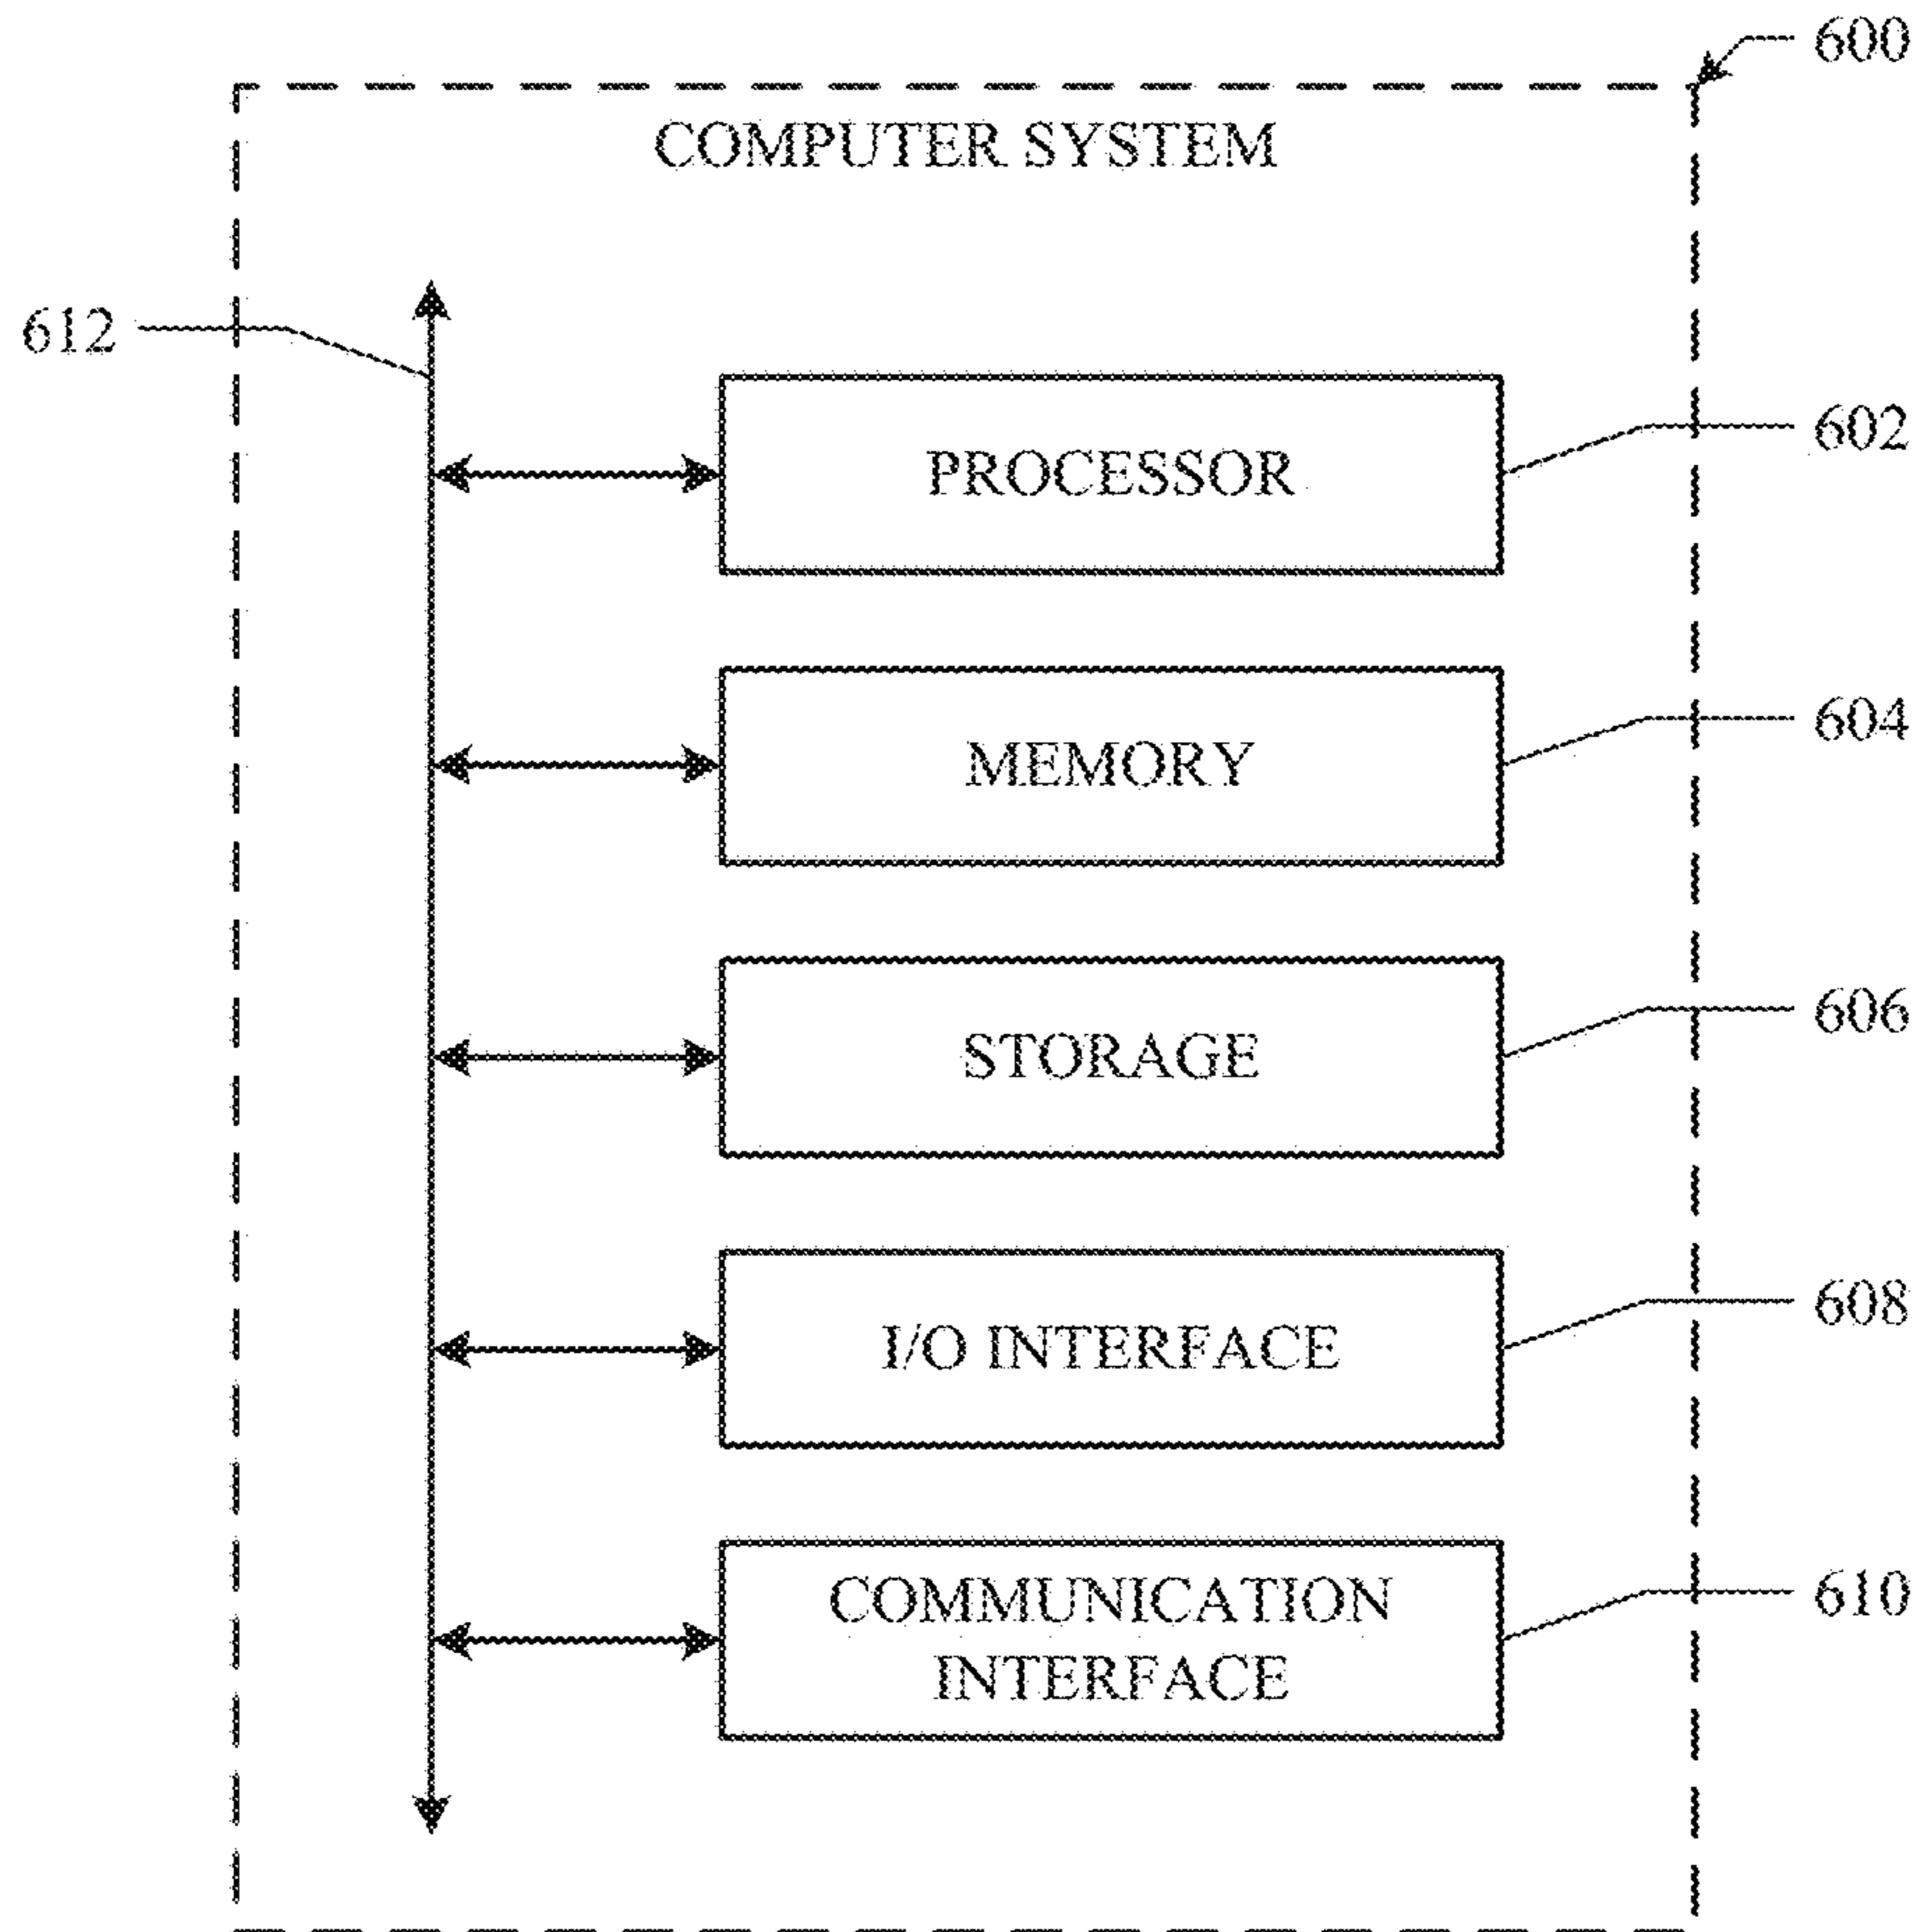 600
COMPUTER SYSTEM
612
602
PROCESSOR
604
MEMORY
606
STORAGE
608
I/O INTERFACE
610
COMMUNICATION
INTERFACE